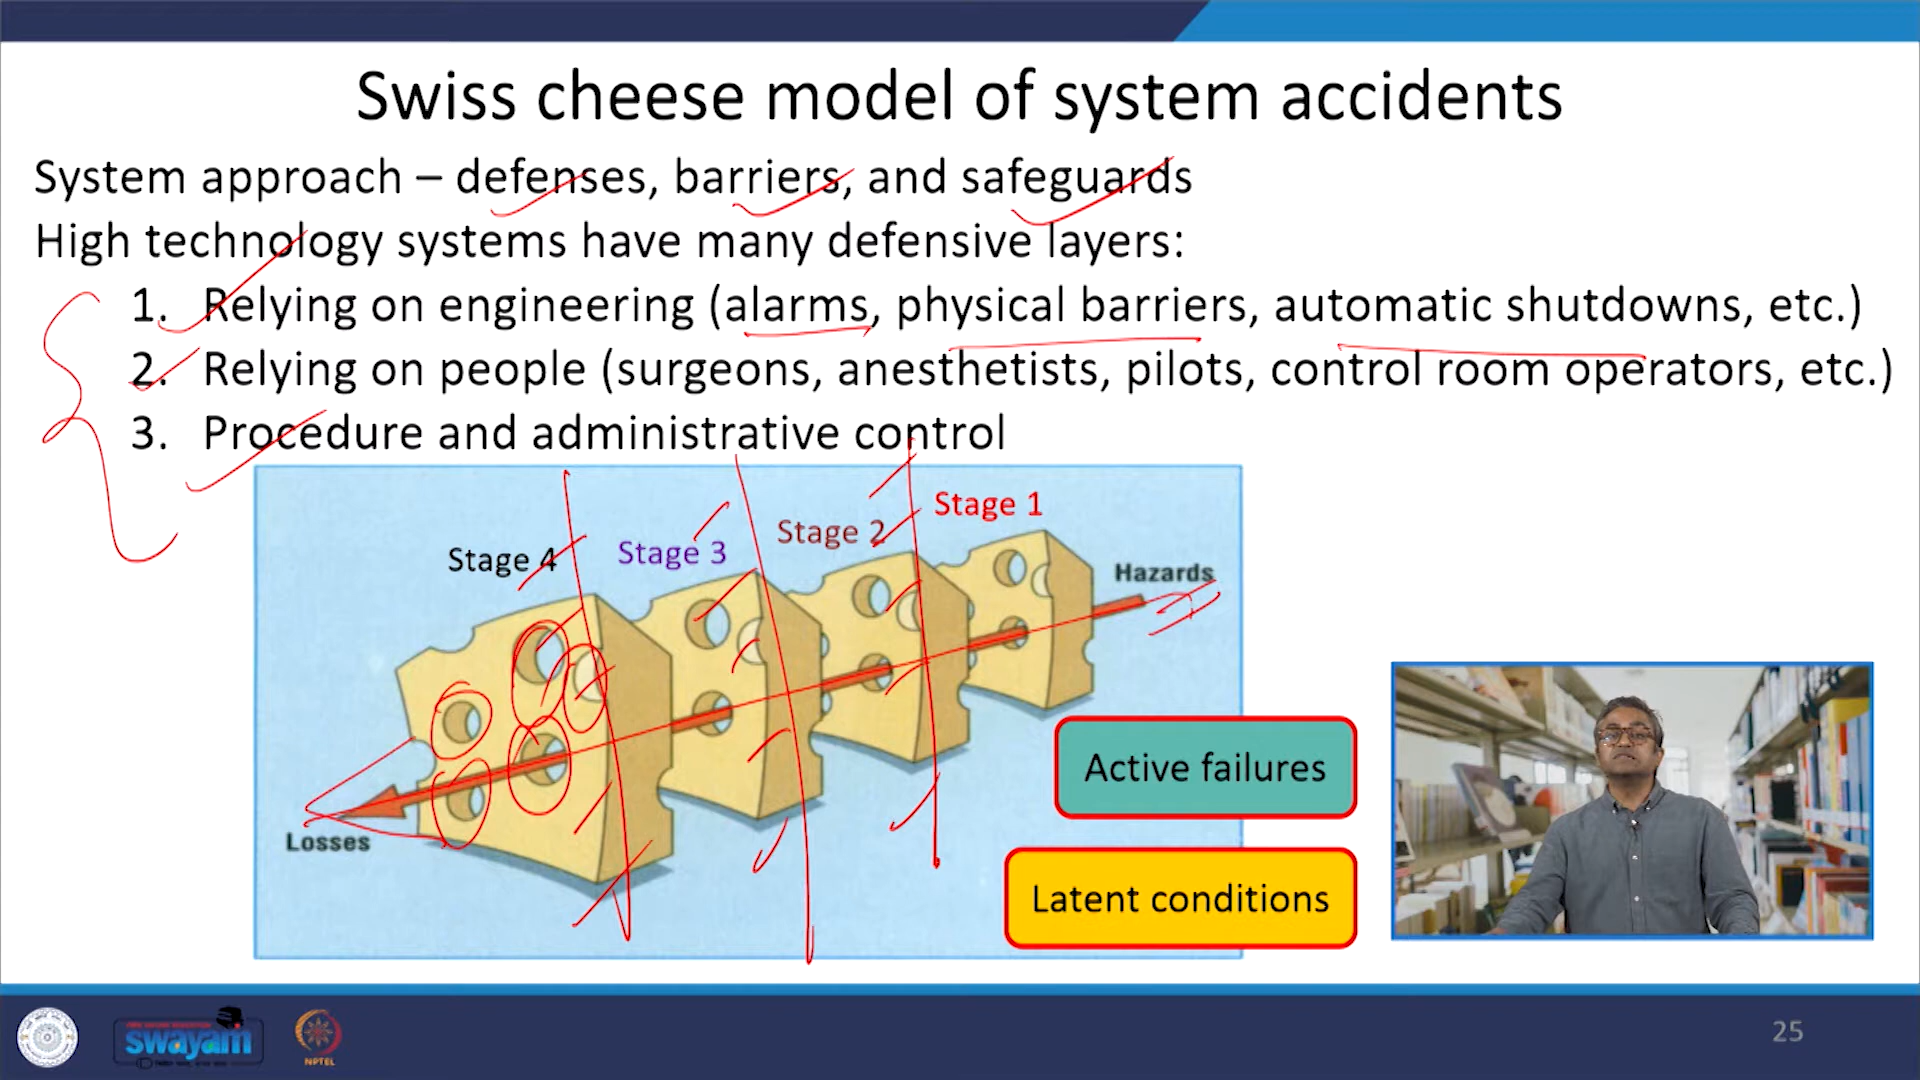 Swiss cheese model of system accidents
System approach – defenses, barriers, and safeguards
High technology systems have many defensive layers:
1. Relying on engineering (alarms, physical barriers, automatic shutdowns, etc.)
2. Relying on people (surgeons, anesthetists, pilots, control room operators, etc.)
3. Procedure and administrative control
Stage 1
Stage 2
Stage 3
Stage 4
Hazards
Losses
Active failures
Latent conditions
swayam
NPTEL
25